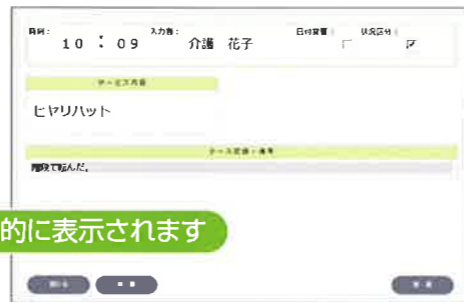 時刻: 10 : 09 入力者: 介護 花子 日付変更: 状況区分:
サービス内容
ヒヤリハット
ケース記録・備考
階段で転んだ。
的に表示されます